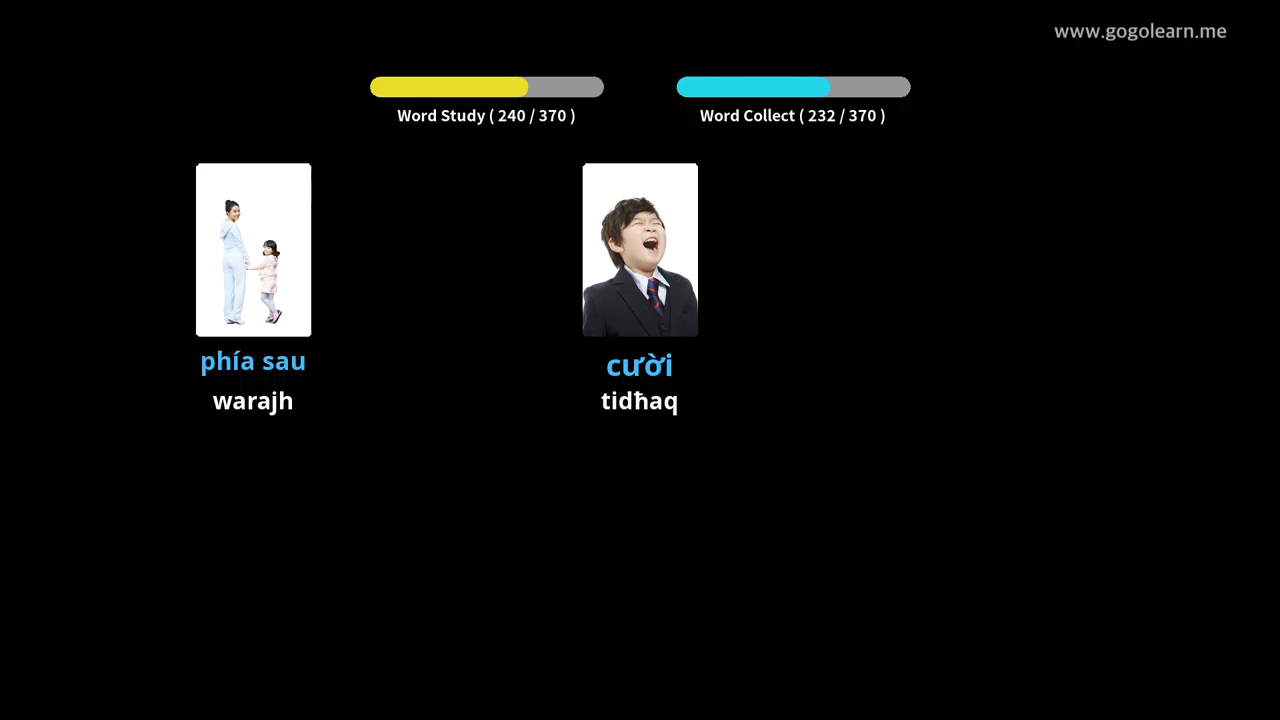 www.gogolearn.me
Word Study ( 240 / 370 )
Word Collect ( 232 / 370 )
phía sau
warajh
cười
tidħaq